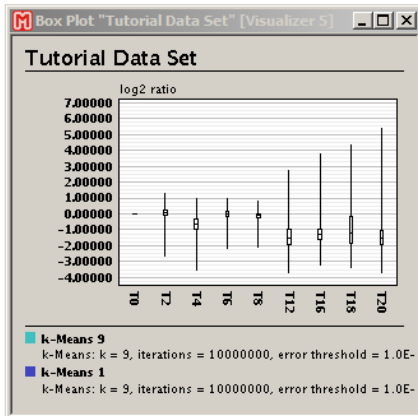 Box Plot "Tutorial Data Set" [Visualizer 5]
Tutorial Data Set
log2 ratio
7.00000
6.00000
5.00000
4.00000
3.00000
2.00000
1.00000
0.00000
-1.00000
-2.00000
-3.00000
-4.00000
T0 T2 T4 T6 T8 T12 T16 T18 T20
k-Means 9
k-Means: k = 9, iterations = 10000000, error threshold = 1.0E-
k-Means 1
k-Means: k = 9, iterations = 10000000, error threshold = 1.0E-